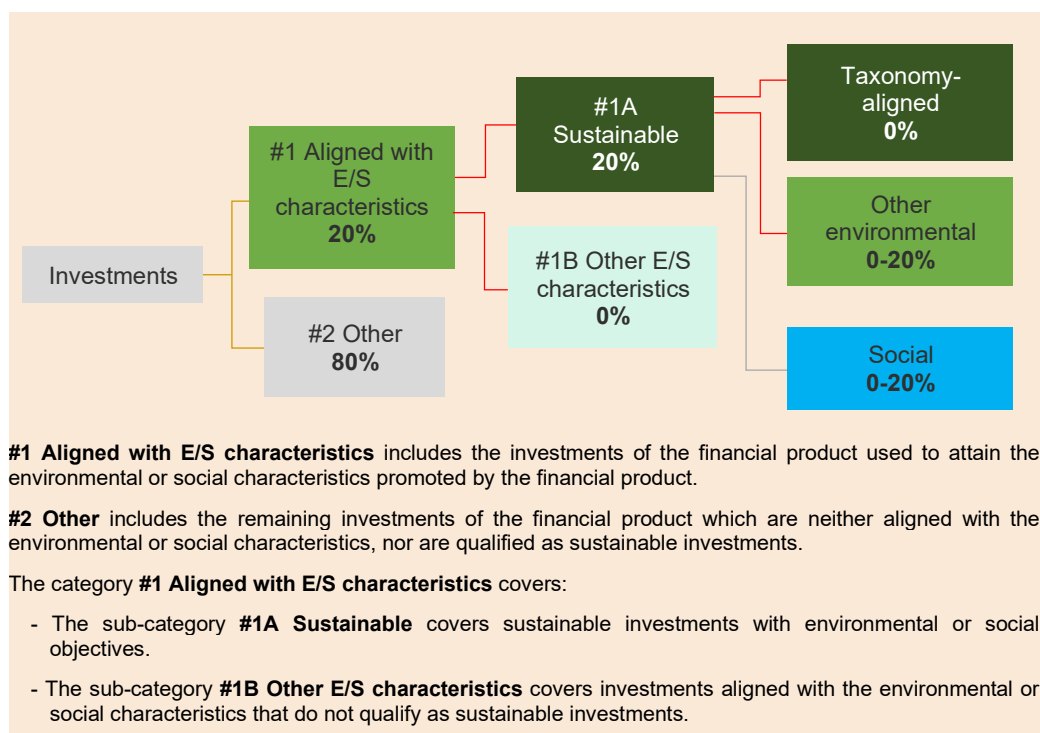 Investments
#1 Aligned with
E/S
characteristics
20%
#2 Other
80%
#1A
Sustainable
20%
#1B Other E/S
characteristics
0%
Taxonomy-
aligned
0%
Other
environmental
0-20%
Social
0-20%
#1 Aligned with E/S characteristics includes the investments of the financial product used to attain the
environmental or social characteristics promoted by the financial product.
#2 Other includes the remaining investments of the financial product which are neither aligned with the
environmental or social characteristics, nor are qualified as sustainable investments.
The category #1 Aligned with E/S characteristics covers:
- The sub-category #1A Sustainable covers sustainable investments with environmental or social
objectives.
- The sub-category #1B Other E/S characteristics covers investments aligned with the environmental or
social characteristics that do not qualify as sustainable investments.